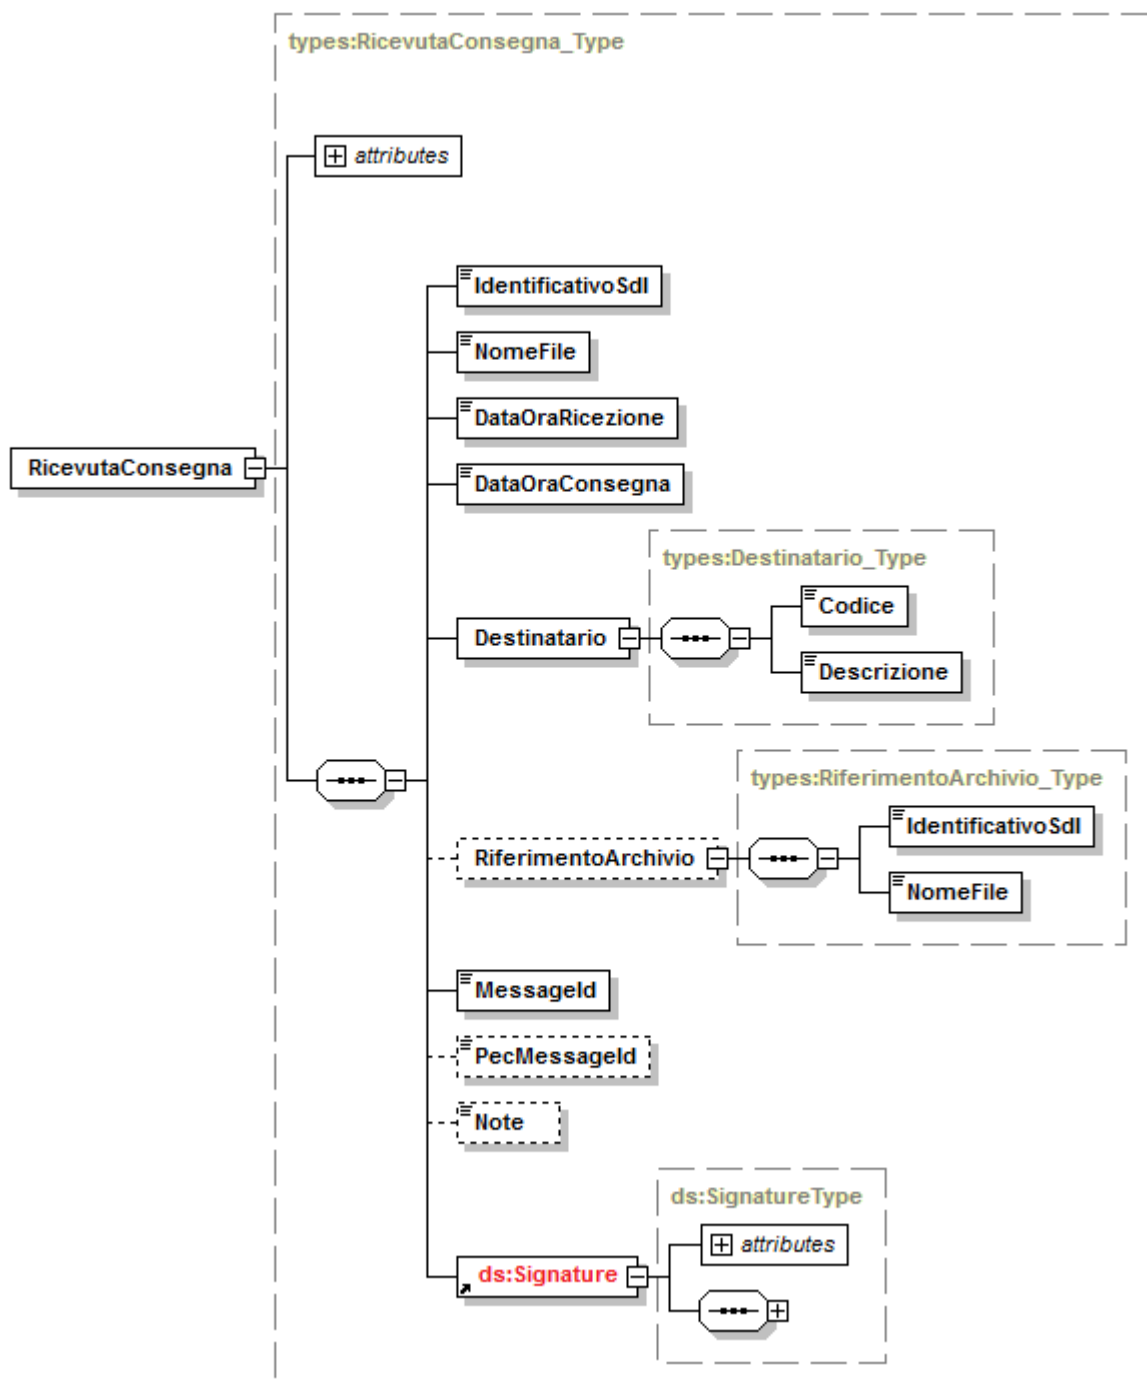 types:RicevutaConsegna_Type
attributes
IdentificativoSdI
NomeFile
DataOraRicezione
RicevutaConsegna
DataOraConsegna
types:Destinatario_Type
Codice
Destinatario
Descrizione
types:RiferimentoArchivio_Type
IdentificativoSdI
RiferimentoArchivio
NomeFile
MessageId
PecMessageId
Note
ds:SignatureType
attributes
ds:Signature